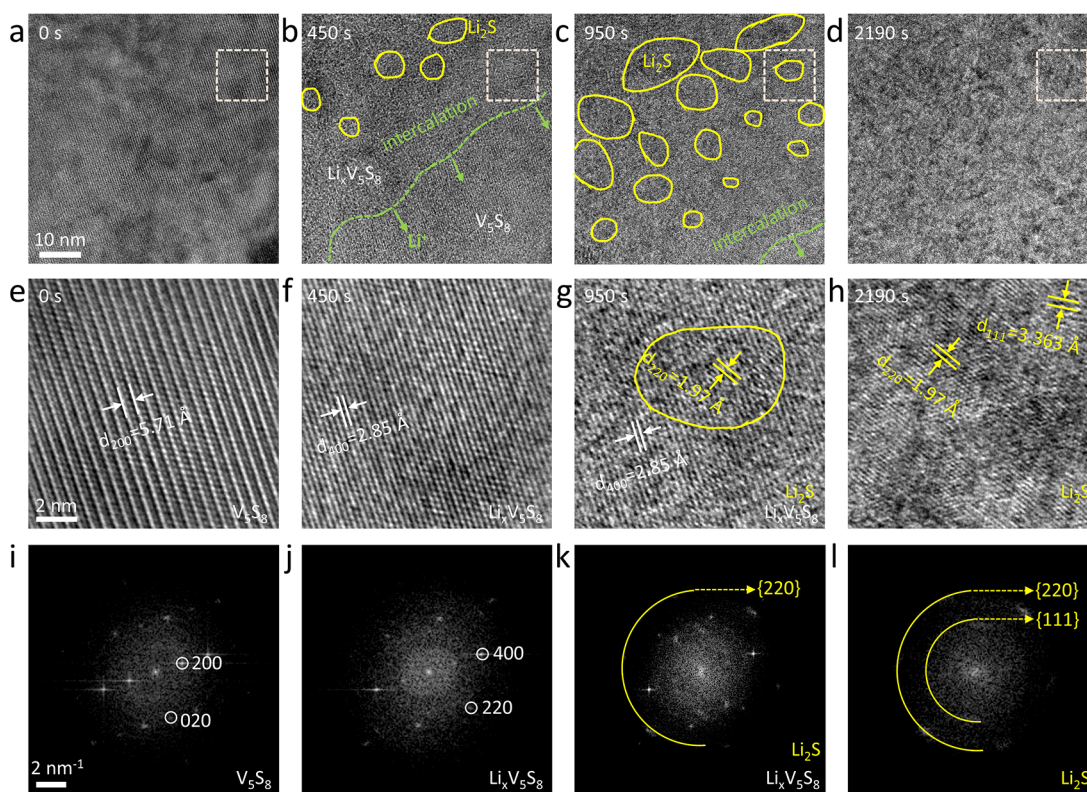 a 0 s
10 nm
b 450 s
Li₂S
intercalation
LiₓV₅S₈
V₅S₈
Li⁺
c 950 s
Li₂S
intercalation
d 2190 s
e 0 s
d₂₀₀=5.71 Å
2 nm
V₅S₈
f 450 s
d₄₀₀=2.85 Å
LiₓV₅S₈
g 950 s
d₂₂₀=1.97 Å
d₄₀₀=2.85 Å
Li₂S
LiₓV₅S₈
h 2190 s
d₁₁₁=3.363 Å
d₂₂₀=1.97 Å
Li₂S
i
200
020
2 nm⁻¹
V₅S₈
j
400
220
LiₓV₅S₈
k
{220}
Li₂S
LiₓV₅S₈
l
{220}
{111}
Li₂S